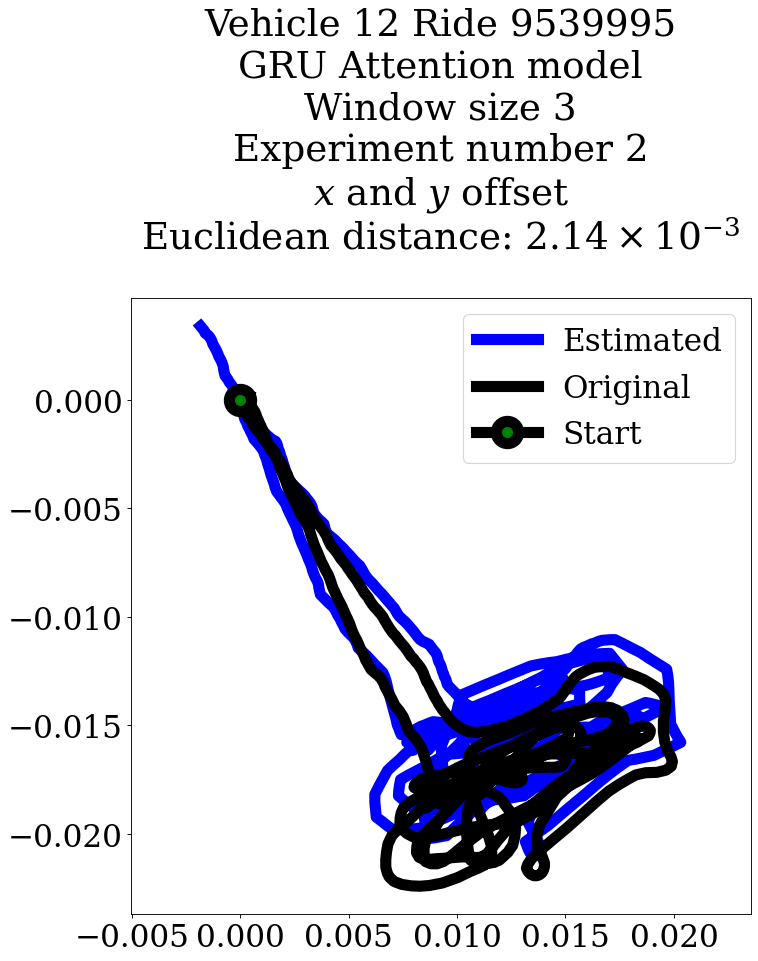 Vehicle 12 Ride 9539995
GRU Attention model
Window size 3
Experiment number 2
x and y offset
Euclidean distance: 2.14 × 10⁻³
Estimated
Original
Start
0.000
−0.005
−0.010
−0.015
−0.020
−0.005 0.000 0.005 0.010 0.015 0.020